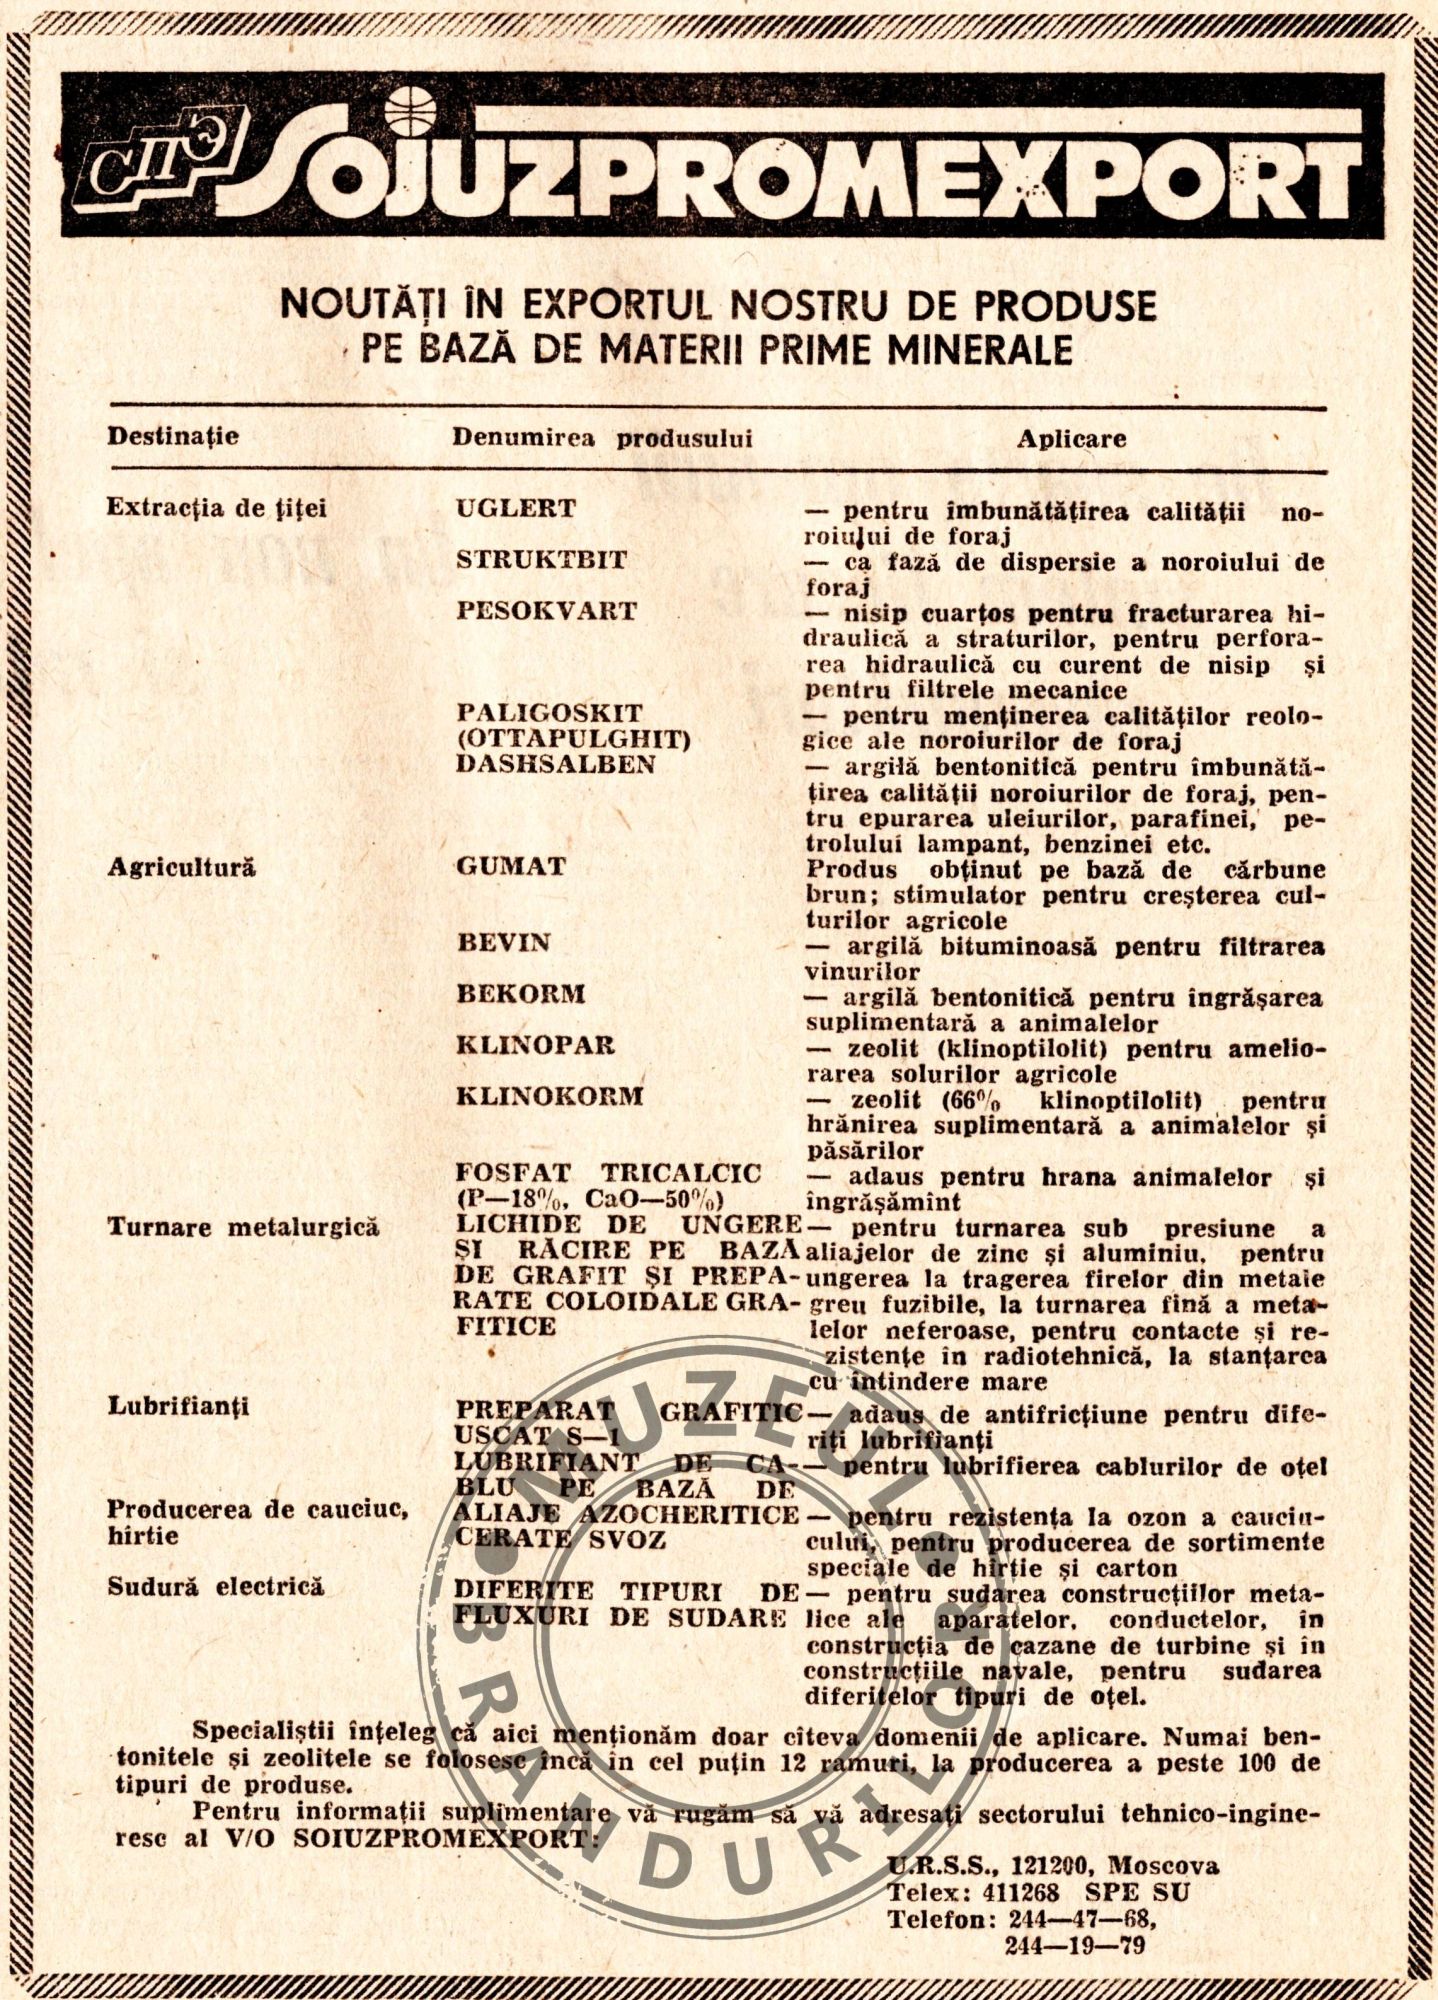 СПЭ SOJUZPROMEXPORT
NOUTĂȚI ÎN EXPORTUL NOSTRU DE PRODUSE
PE BAZĂ DE MATERII PRIME MINERALE
Destinație Denumirea produsului Aplicare
Extracția de țiței UGLERT — pentru îmbunătățirea calității no-
roiului de foraj
STRUKTBIT — ca fază de dispersie a noroiului de
foraj
PESOKVART — nisip cuarțos pentru fracturarea hi-
draulică a straturilor, pentru perfora-
rea hidraulică cu curent de nisip și
pentru filtrele mecanice
PALIGOSKIT — pentru menținerea calităților reolo-
(OTTAPULGHIT) gice ale noroiurilor de foraj
DASHSALBEN — argilă bentonitică pentru îmbunătă-
țirea calității noroiurilor de foraj, pen-
tru epurarea uleiurilor, parafinei, pe-
trolului lampant, benzinei etc.
Agricultură GUMAT Produs obținut pe bază de cărbune
brun; stimulator pentru creșterea cul-
turilor agricole
BEVIN — argilă bituminoasă pentru filtrarea
vinurilor
BEKORM — argilă bentonitică pentru îngrășarea
suplimentară a animalelor
KLINOPAR — zeolit (klinoptilolit) pentru amelio-
rarea solurilor agricole
KLINOKORM — zeolit (66% klinoptilolit) pentru
hrănirea suplimentară a animalelor și
păsărilor
FOSFAT TRICALCIC — adaus pentru hrana animalelor și
(P—18%, CaO—50%) îngrășămînt
Turnare metalurgică LICHIDE DE UNGERE — pentru turnarea sub presiune a
ȘI RĂCIRE PE BAZĂ aliajelor de zinc și aluminiu, pentru
DE GRAFIT ȘI PREPA- ungerea la tragerea firelor din metale
RATE COLOIDALE GRA- greu fuzibile, la turnarea fină a meta-
FITICE lelor neferoase, pentru contacte și re-
zistențe în radiotehnică, la stanțarea
cu întindere mare
Lubrifianți PREPARAT GRAFITIC — adaus de antifricțiune pentru dife-
USCAT S—1 riți lubrifianți
LUBRIFIANT DE CA- — pentru lubrifierea cablurilor de oțel
BLU PE BAZĂ DE
Producerea de cauciuc, ALIAJE AZOCHERITICE — pentru rezistența la ozon a cauciu-
hîrtie CERATE SVOZ cului, pentru producerea de sortimente
speciale de hîrtie și carton
Sudură electrică DIFERITE TIPURI DE — pentru sudarea construcțiilor meta-
FLUXURI DE SUDARE lice ale aparatelor, conductelor, în
construcția de cazane de turbine și în
construcțiile navale, pentru sudarea
diferitelor tipuri de oțel.
Specialiștii înțeleg că aici menționăm doar cîteva domenii de aplicare. Numai ben-
tonitele și zeolitele se folosesc încă în cel puțin 12 ramuri, la producerea a peste 100 de
tipuri de produse.
Pentru informații suplimentare vă rugăm să vă adresați sectorului tehnico-ingine-
resc al V/O SOIUZPROMEXPORT:
U.R.S.S., 121200, Moscova
Telex: 411268 SPE SU
Telefon: 244—47—68,
244—19—79
MUZEUL BRANDURILOR